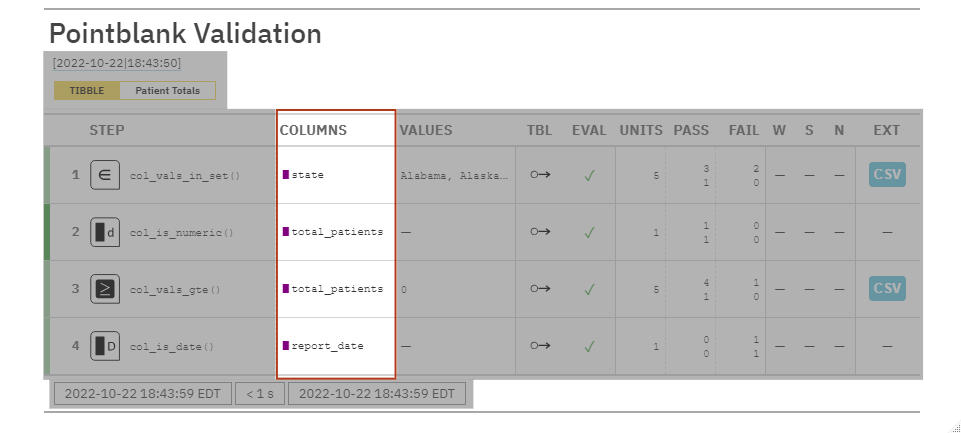 Pointblank Validation
[2022-10-22|18:43:50]
TIBBLE Patient Totals
STEP COLUMNS VALUES TBL EVAL UNITS PASS FAIL W S N EXT
1 ∈ col_vals_in_set() state Alabama, Alaska… ○→ ✓ 5 3 2 — — — CSV
1 0
2 d col_is_numeric() total_patients — ○→ ✓ 1 1 0 — — — —
1 0
3 ≥ col_vals_gte() total_patients 0 ○→ ✓ 5 4 1 — — — CSV
1 0
4 D col_is_date() report_date — ○→ ✓ 1 0 1 — — — —
0 1
2022-10-22 18:43:59 EDT < 1 s 2022-10-22 18:43:59 EDT